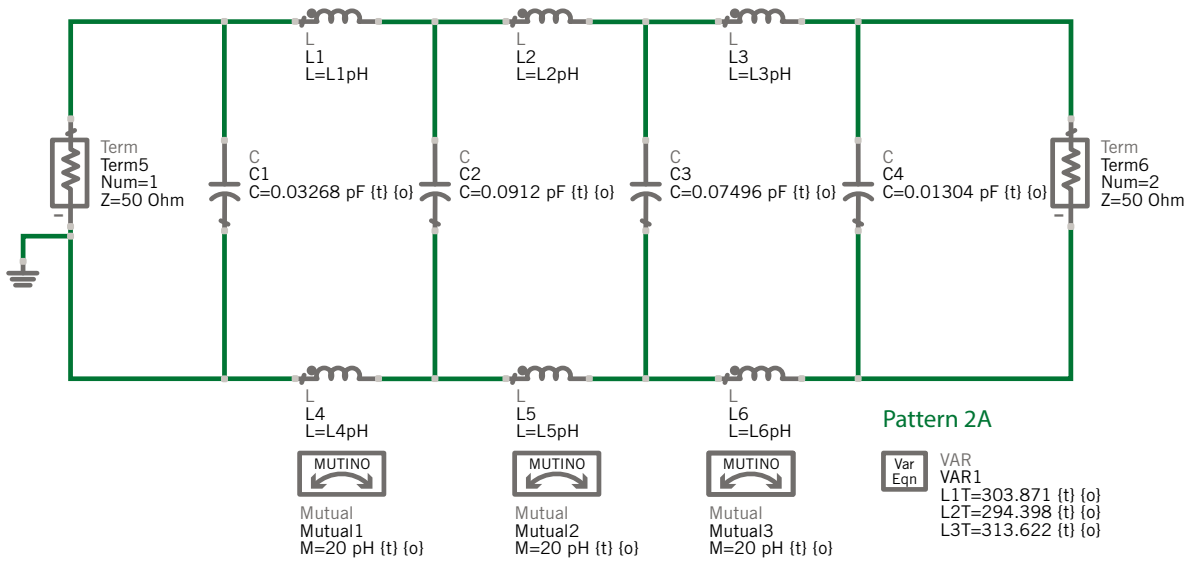 L
L1
L=L1pH
L
L2
L=L2pH
L
L3
L=L3pH
Term
Term5
Num=1
Z=50 Ohm
C
C1
C=0.03268 pF {t} {o}
C
C2
C=0.0912 pF {t} {o}
C
C3
C=0.07496 pF {t} {o}
C
C4
C=0.01304 pF {t} {o}
Term
Term6
Num=2
Z=50 Ohm
L
L4
L=L4pH
L
L5
L=L5pH
L
L6
L=L6pH
MUTINO
Mutual
Mutual1
M=20 pH {t} {o}
MUTINO
Mutual
Mutual2
M=20 pH {t} {o}
MUTINO
Mutual
Mutual3
M=20 pH {t} {o}
Pattern 2A
Var
Eqn
VAR
VAR1
L1T=303.871 {t} {o}
L2T=294.398 {t} {o}
L3T=313.622 {t} {o}